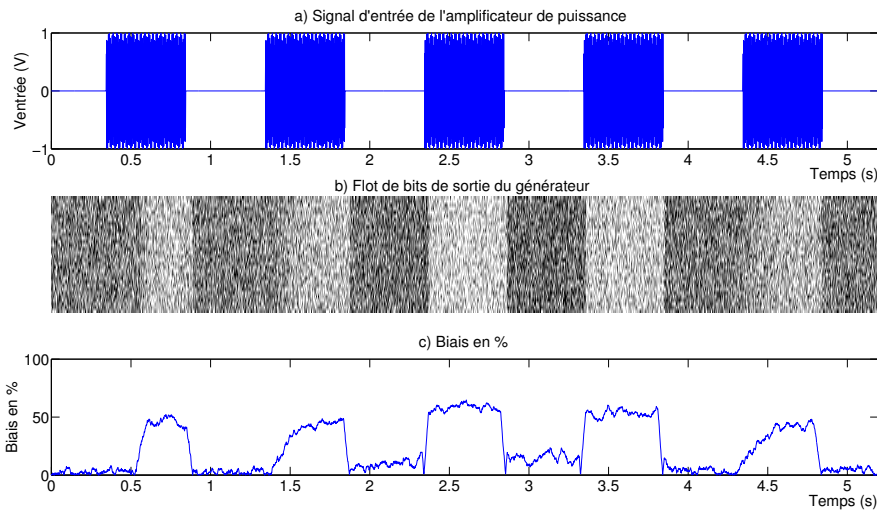 a) Signal d'entrée de l'amplificateur de puissance
Ventrée (V)
1
0
−1
0 0.5 1 1.5 2 2.5 3 3.5 4 4.5 5
Temps (s)
b) Flot de bits de sortie du générateur
c) Biais en %
Biais en %
100
50
0
0 0.5 1 1.5 2 2.5 3 3.5 4 4.5 5
Temps (s)